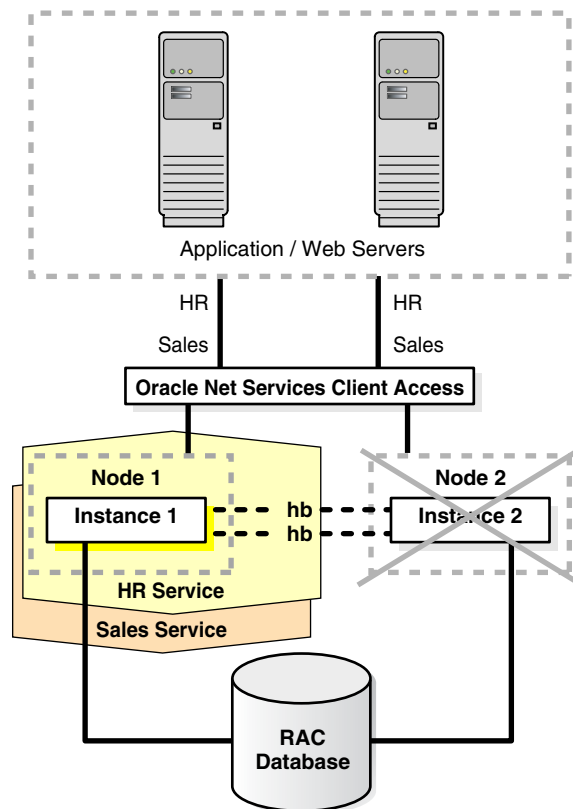 Application / Web Servers
HR
HR
Sales
Sales
Oracle Net Services Client Access
Node 1
Node 2
Instance 1
hb
Instance 2
hb
HR Service
Sales Service
RAC
Database